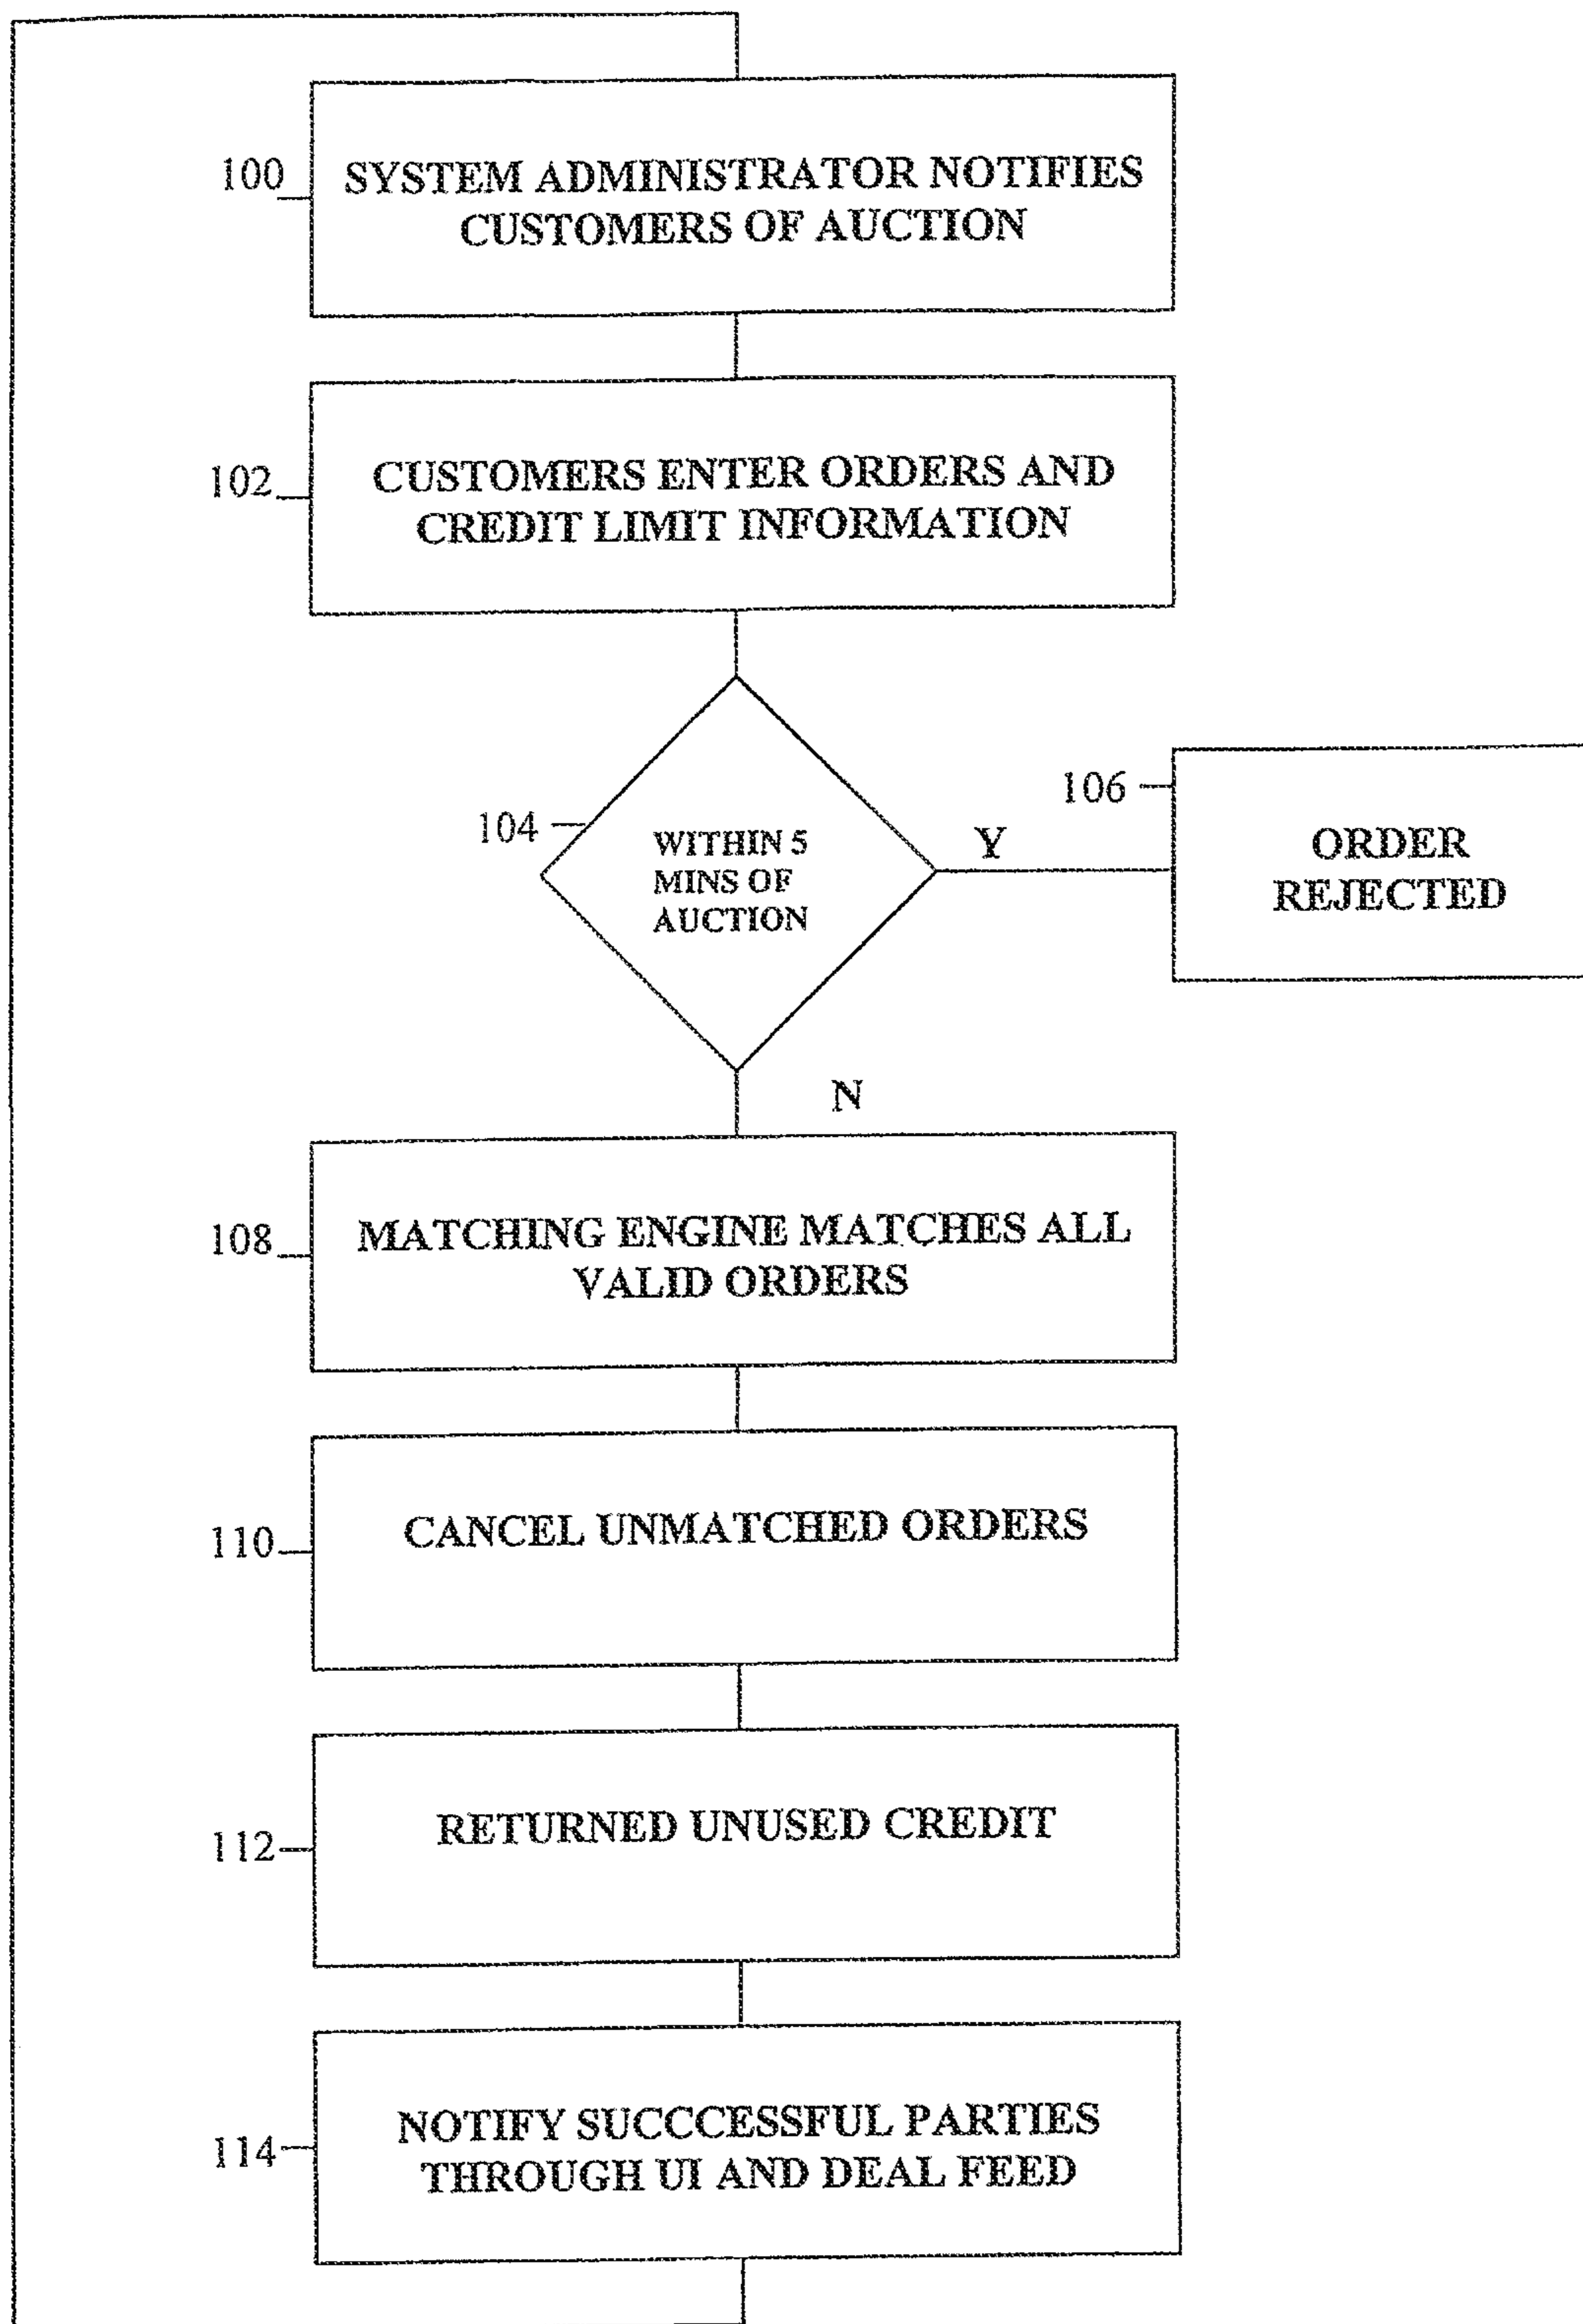 100
SYSTEM ADMINISTRATOR NOTIFIES
CUSTOMERS OF AUCTION
102
CUSTOMERS ENTER ORDERS AND
CREDIT LIMIT INFORMATION
104
WITHIN 5
MINS OF
AUCTION
Y
106
ORDER
REJECTED
N
108
MATCHING ENGINE MATCHES ALL
VALID ORDERS
110
CANCEL UNMATCHED ORDERS
112
RETURNED UNUSED CREDIT
114
NOTIFY SUCCCESSFUL PARTIES
THROUGH UI AND DEAL FEED